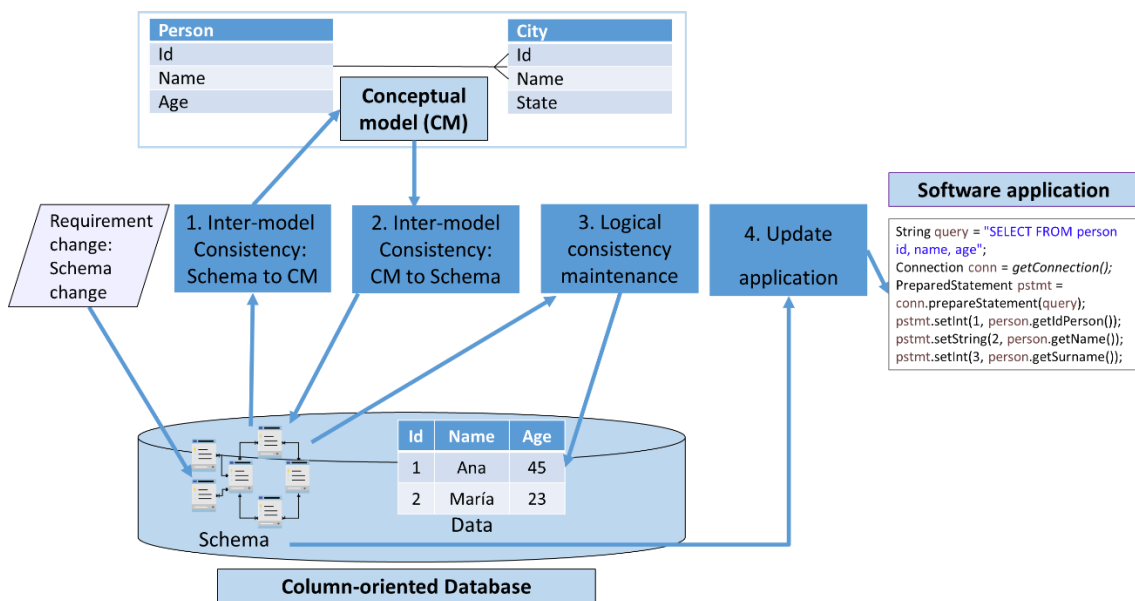 Person
Id
Name
Age
City
Id
Name
State
Conceptual
model (CM)
Requirement
change:
Schema
change
1. Inter-model
Consistency:
Schema to CM
2. Inter-model
Consistency:
CM to Schema
3. Logical
consistency
maintenance
4. Update
application
Software application
String query = "SELECT FROM person
id, name, age";
Connection conn = getConnection();
PreparedStatement pstmt =
conn.prepareStatement(query);
pstmt.setInt(1, person.getIdPerson());
pstmt.setString(2, person.getName());
pstmt.setInt(3, person.getSurname());
Id Name Age
1 Ana 45
2 María 23
Data
Schema
Column-oriented Database